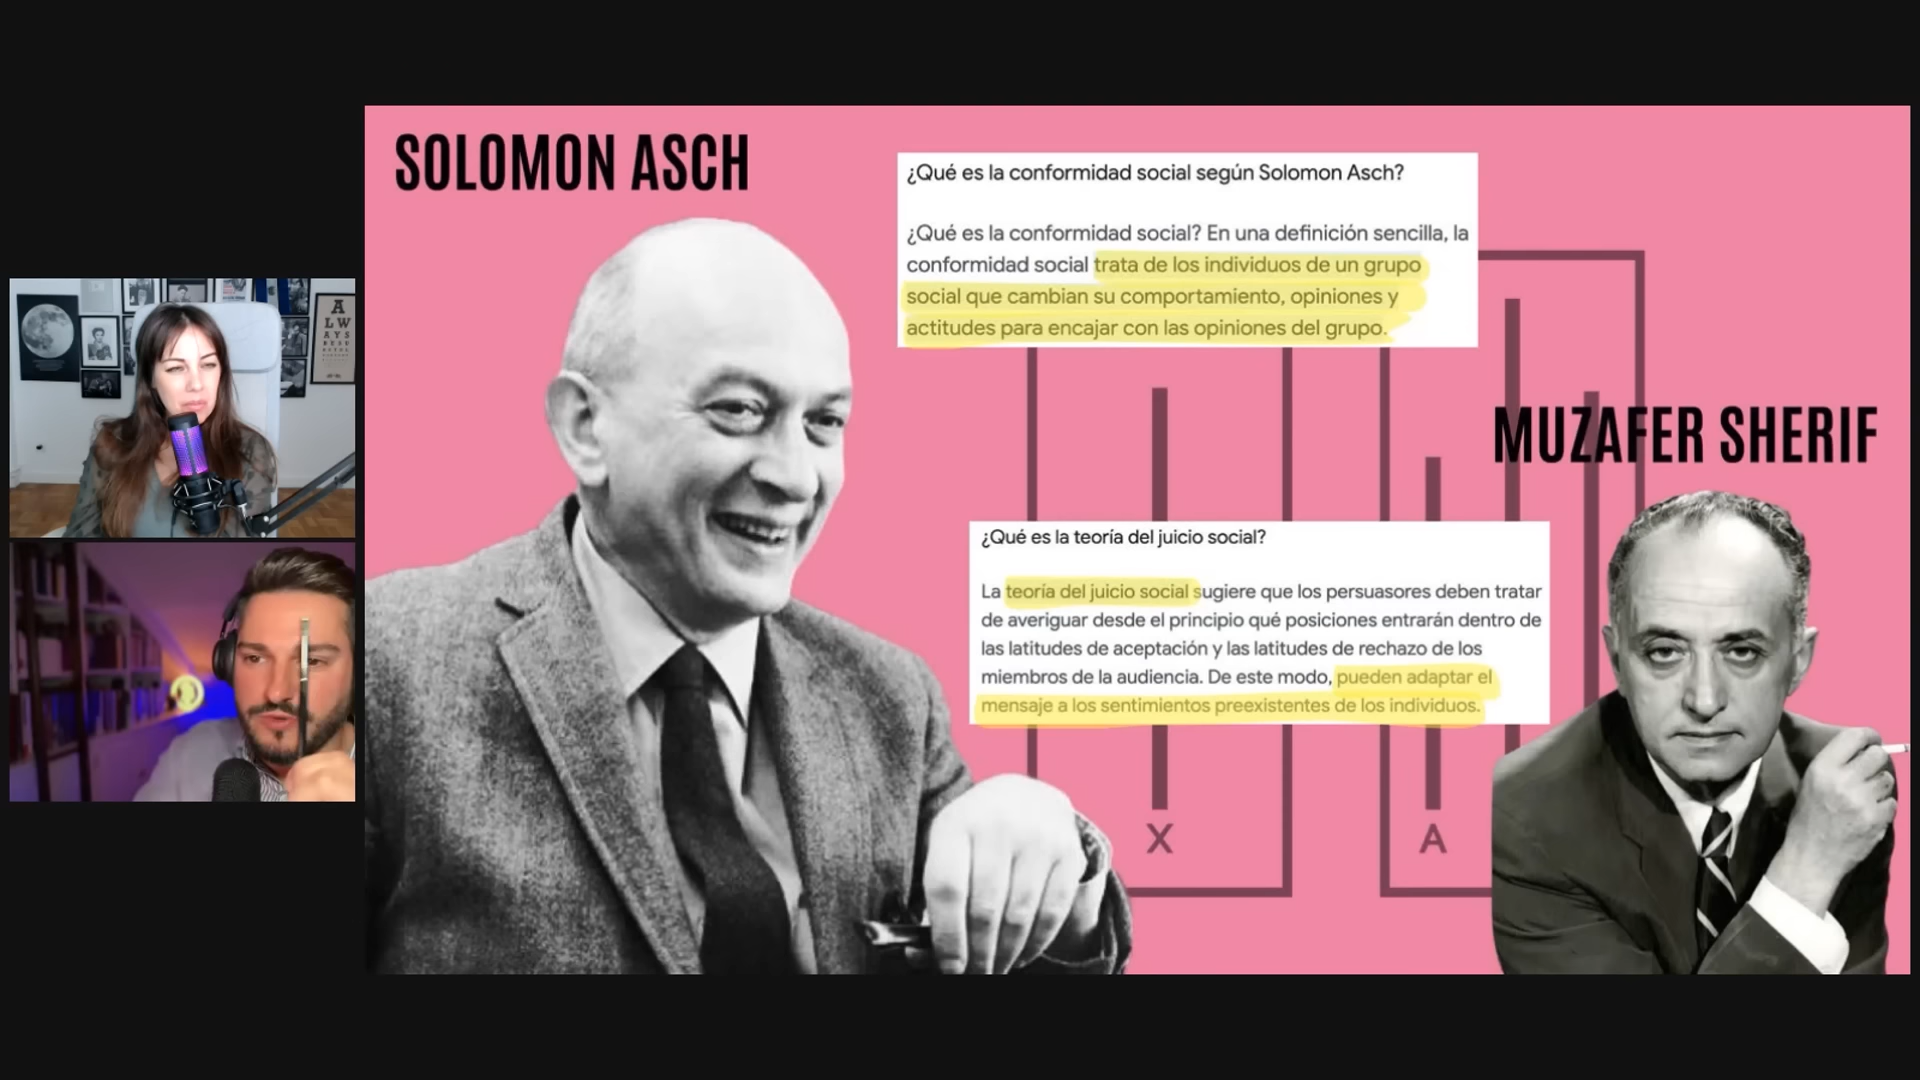 SOLOMON ASCH
¿Qué es la conformidad social según Solomon Asch?
¿Qué es la conformidad social? En una definición sencilla, la
conformidad social trata de los individuos de un grupo
social que cambian su comportamiento, opiniones y
actitudes para encajar con las opiniones del grupo.
MUZAFER SHERIF
¿Qué es la teoría del juicio social?
La teoría del juicio social sugiere que los persuasores deben tratar
de averiguar desde el principio qué posiciones entrarán dentro de
las latitudes de aceptación y las latitudes de rechazo de los
miembros de la audiencia. De este modo, pueden adaptar el
mensaje a los sentimientos preexistentes de los individuos.
X
A
A
L W
A Y S